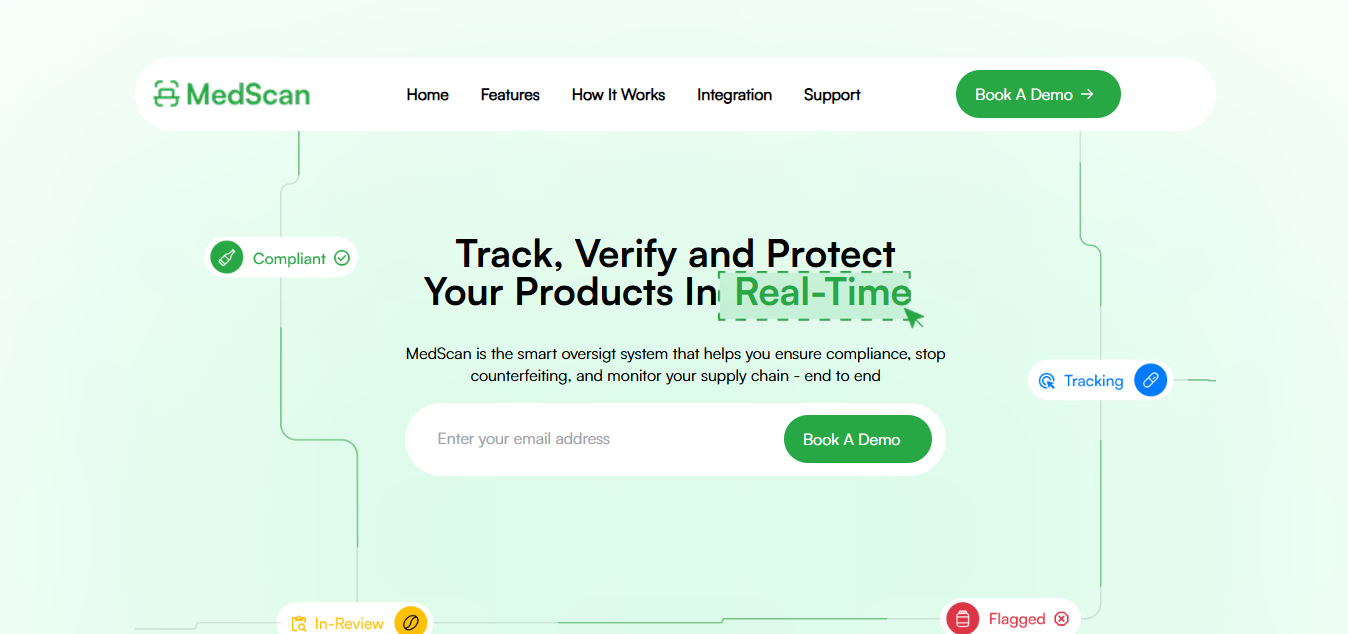 MedScan
Home Features How It Works Integration Support
Book A Demo
Compliant
Track, Verify and Protect
Your Products In Real-Time
MedScan is the smart oversigt system that helps you ensure compliance, stop
counterfeiting, and monitor your supply chain - end to end
Tracking
Enter your email address
Book A Demo
In-Review
Flagged